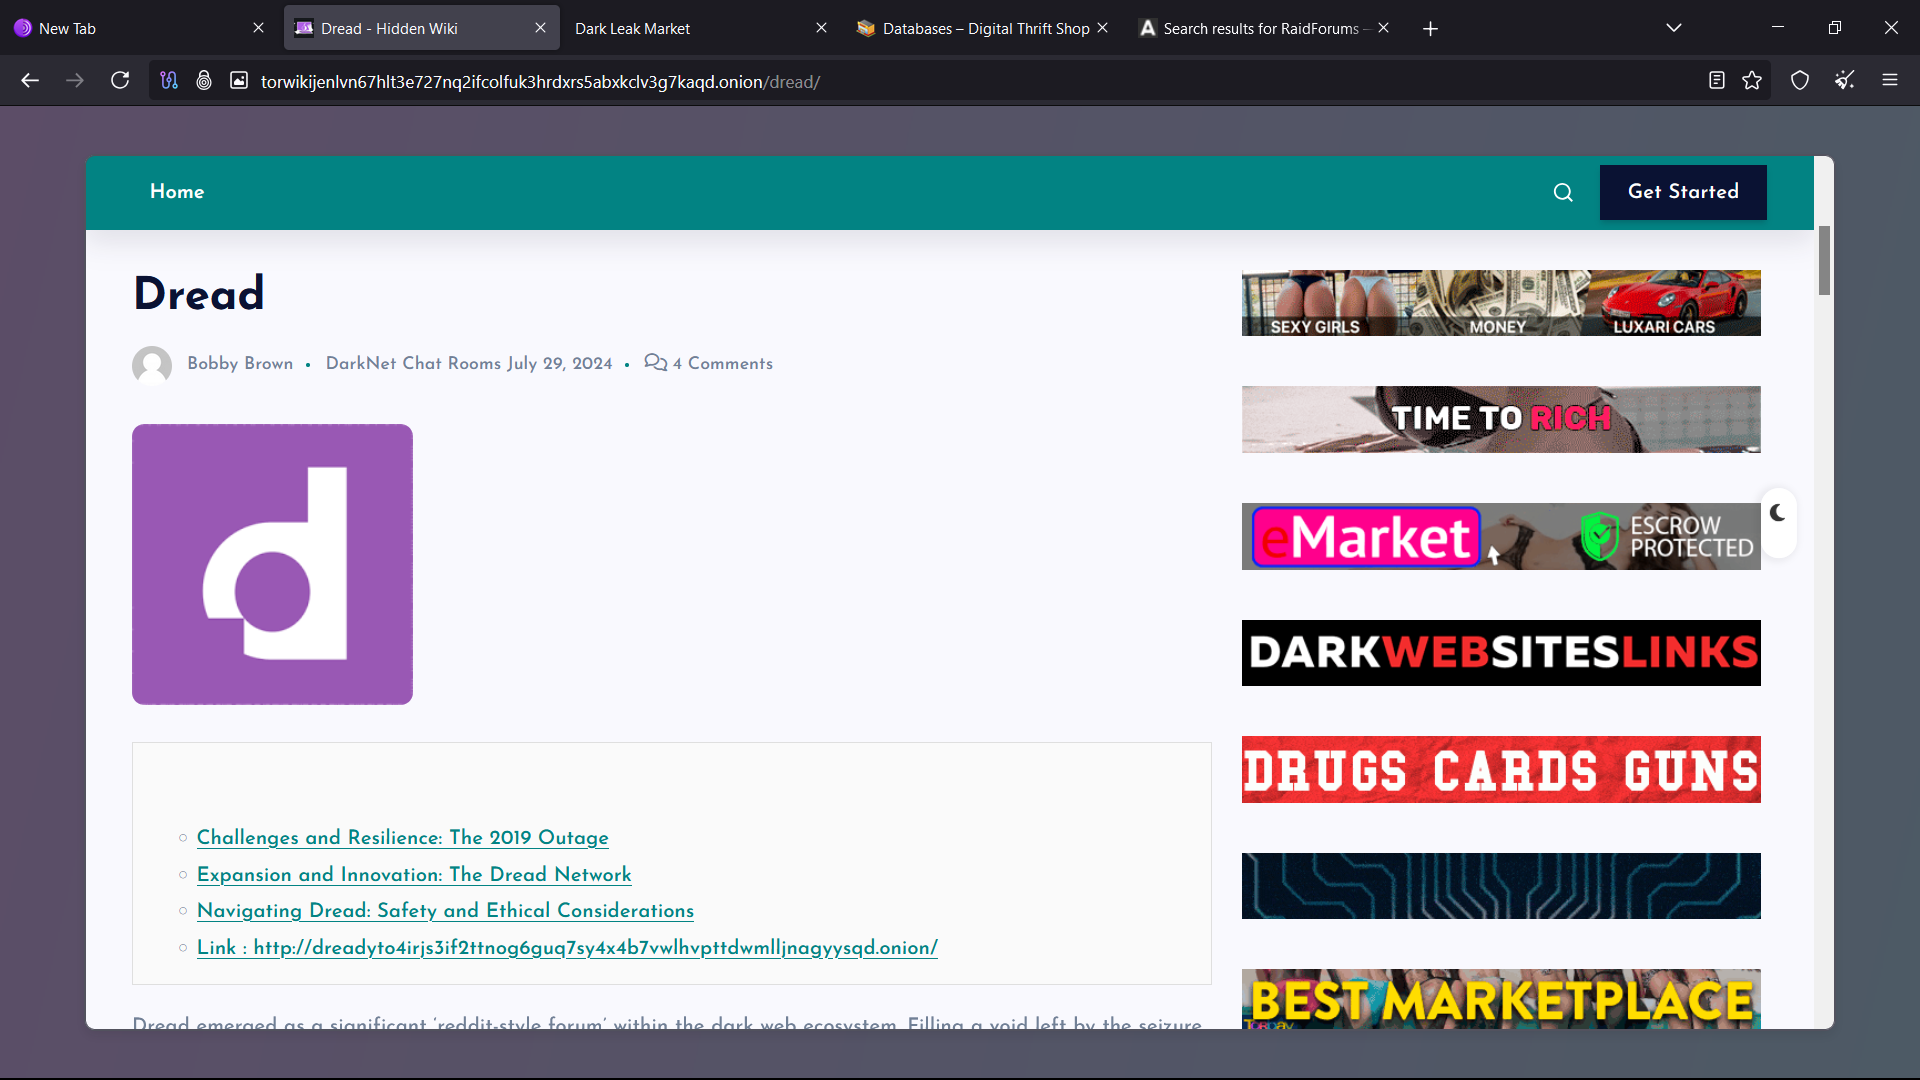 New Tab
Dread - Hidden Wiki
Dark Leak Market
Databases – Digital Thrift Shop
Search results for RaidForums –
torwikijenlvn67hlt3e727nq2ifcolfuk3hrdxrs5abxkclv3g7kaqd.onion/dread/
Home
Get Started
Dread
Bobby Brown • DarkNet Chat Rooms July 29, 2024 • 4 Comments
Challenges and Resilience: The 2019 Outage
Expansion and Innovation: The Dread Network
Navigating Dread: Safety and Ethical Considerations
Link : http://dreadyto4irjs3if2ttnog6guq7sy4x4b7vwlhvpttdwmlljnagyysqd.onion/
Dread emerged as a significant ‘reddit-style forum’ within the dark web ecosystem. Filling a void left by the seizure
SEXY GIRLS MONEY LUXARI CARS
TIME TO RICH
eMarket ESCROW
PROTECTED
DARKWEBSITESLINKS
DRUGS CARDS GUNS
BEST MARKETPLACE